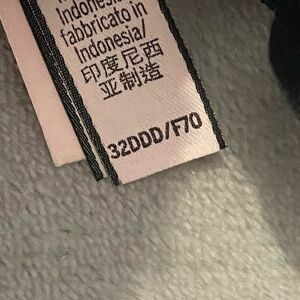 Indonesia/
fabbricato in
Indonesia/
印度尼西
亚制造
32DDD/F70